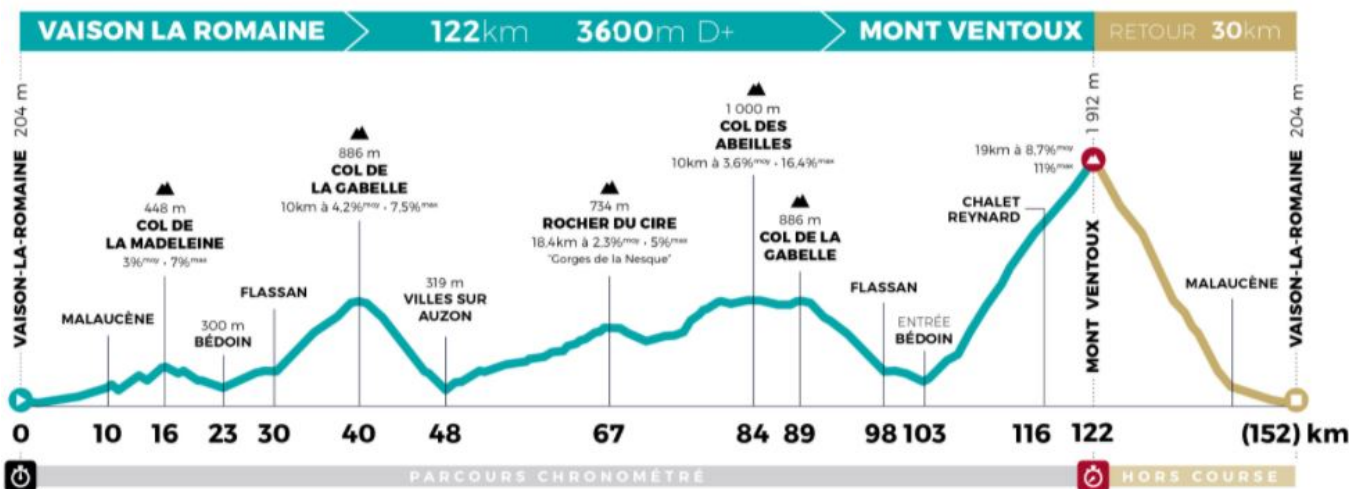 VAISON LA ROMAINE 122km 3600m D+ MONT VENTOUX RETOUR 30km
VAISON-LA-ROMAINE 204 m
MALAUCÈNE
448 m
COL DE
LA MADELEINE
3%moy · 7%max
300 m
BÉDOIN
FLASSAN
886 m
COL DE
LA GABELLE
10km à 4,2%moy · 7,5%max
319 m
VILLES SUR
AUZON
734 m
ROCHER DU CIRE
18,4km à 2,3%moy · 5%max
"Gorges de la Nesque"
1 000 m
COL DES
ABEILLES
10km à 3,6%moy · 16,4%max
886 m
COL DE LA
GABELLE
FLASSAN
ENTRÉE
BÉDOIN
CHALET
REYNARD
19km à 8,7%moy
11%max
MONT VENTOUX 1 912 m
MALAUCÈNE
VAISON-LA-ROMAINE 204 m
0 10 16 23 30 40 48 67 84 89 98 103 116 122 (152) km
PARCOURS CHRONOMÉTRÉ HORS COURSE